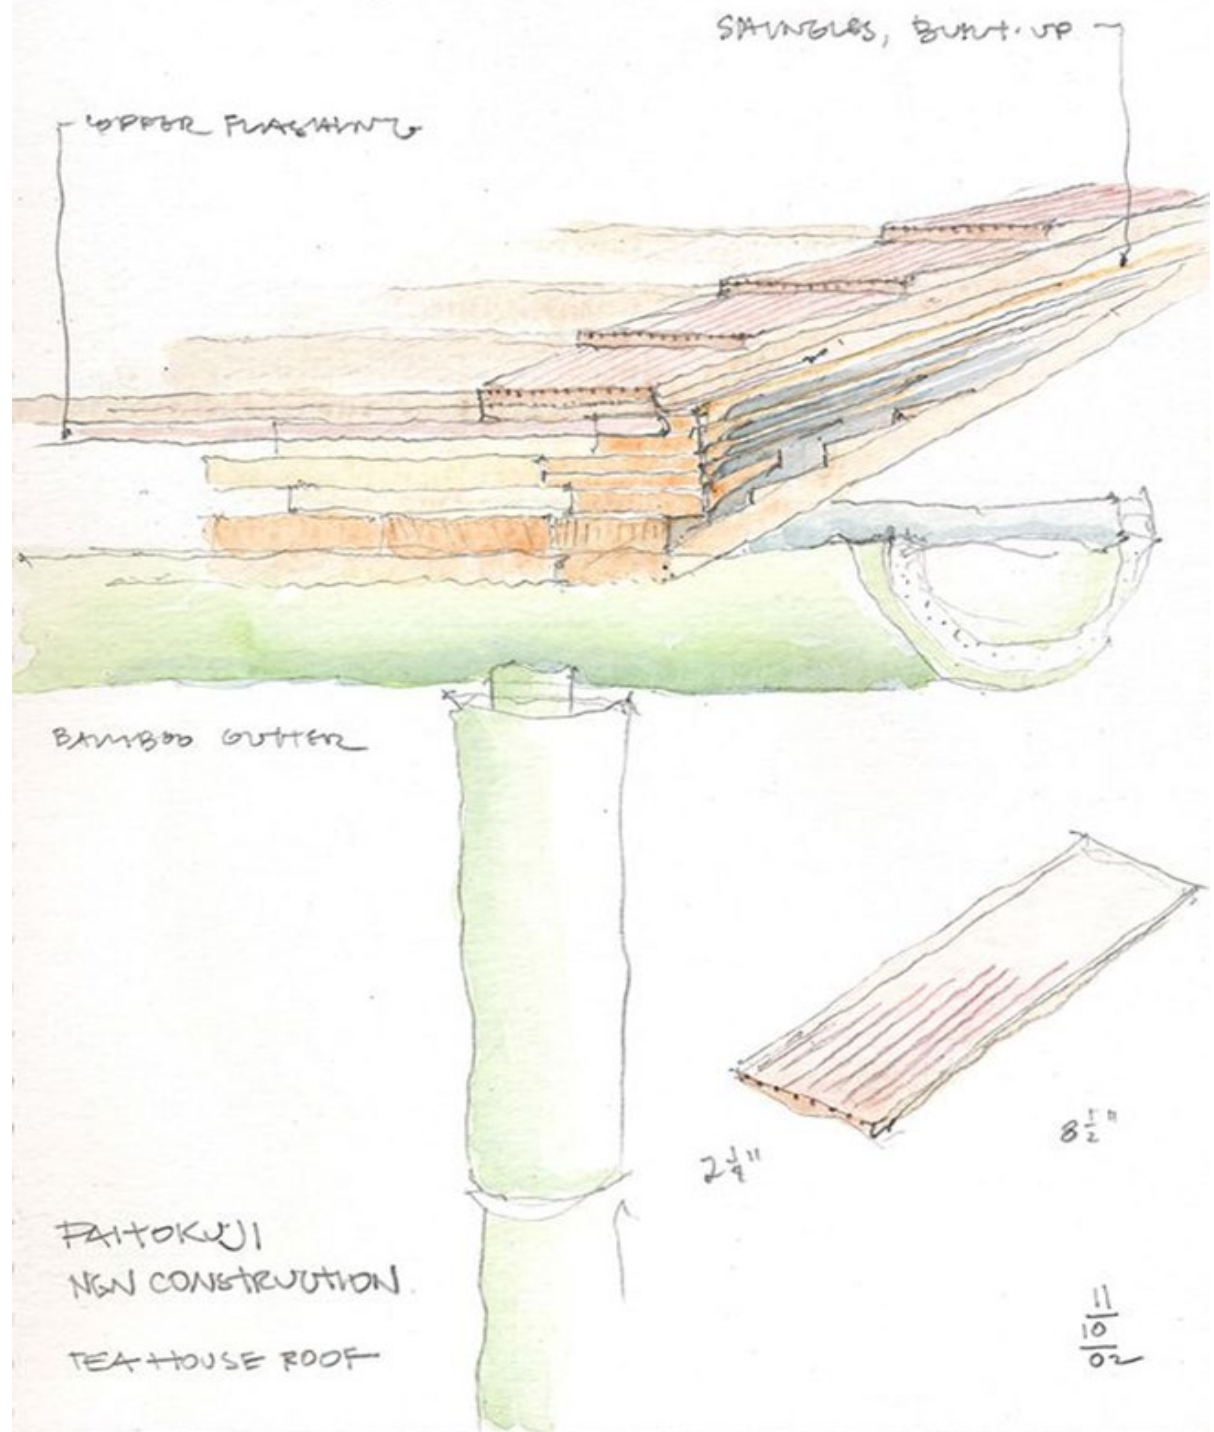 SHINGLES, BUILT-UP
COPPER FLASHING
BAMBOO GUTTER
2 1/4"
8 1/2"
DAITOKUJI
NEW CONSTRUCTION
TEA HOUSE ROOF
11
10
02